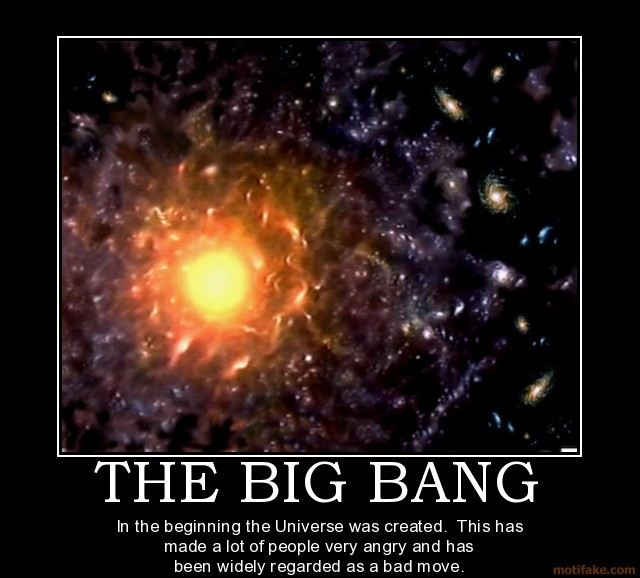 THE BIG BANG
In the beginning the Universe was created.  This has
made a lot of people very angry and has
been widely regarded as a bad move.
motifake.com